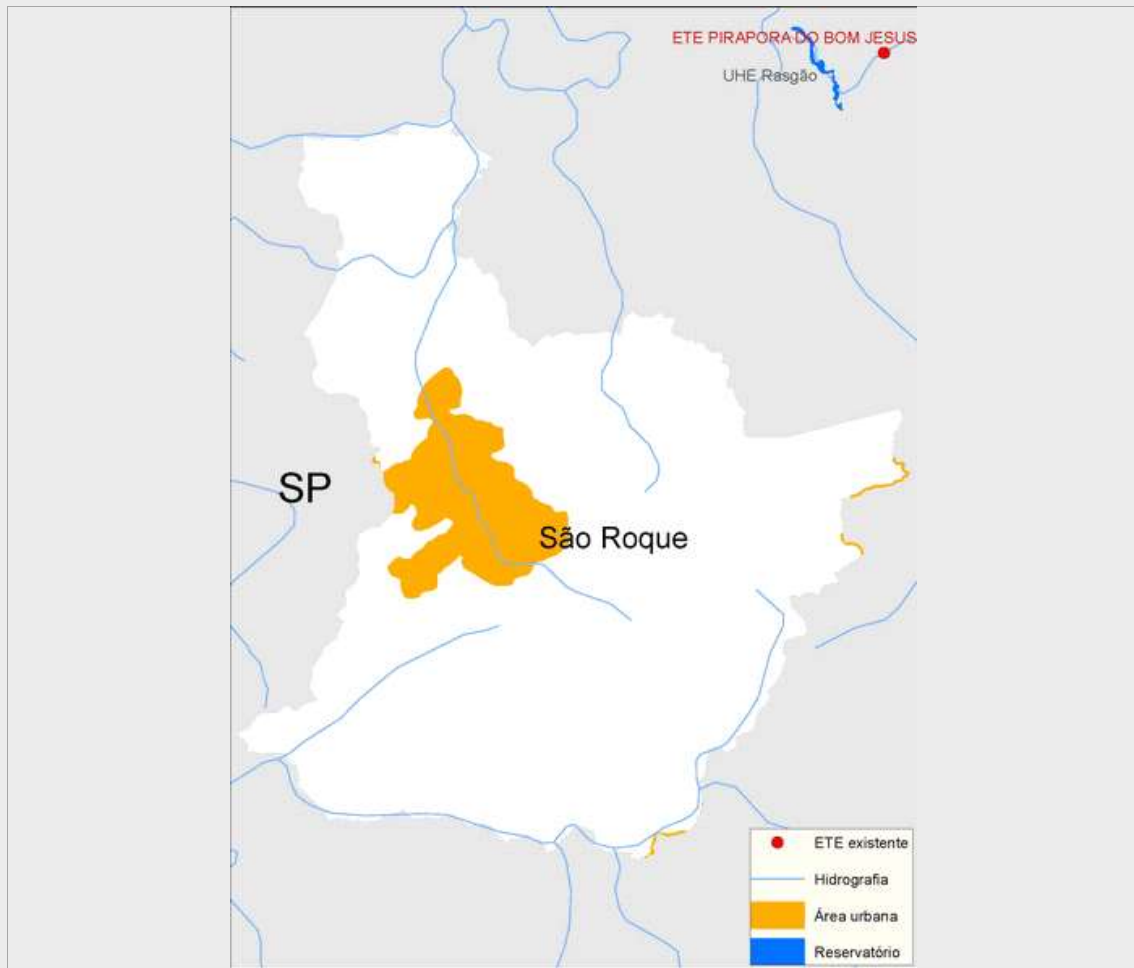 ETE PIRAPORA DO BOM JESUS
UHE Rasgão
SP
São Roque
ETE existente
Hidrografia
Área urbana
Reservatório